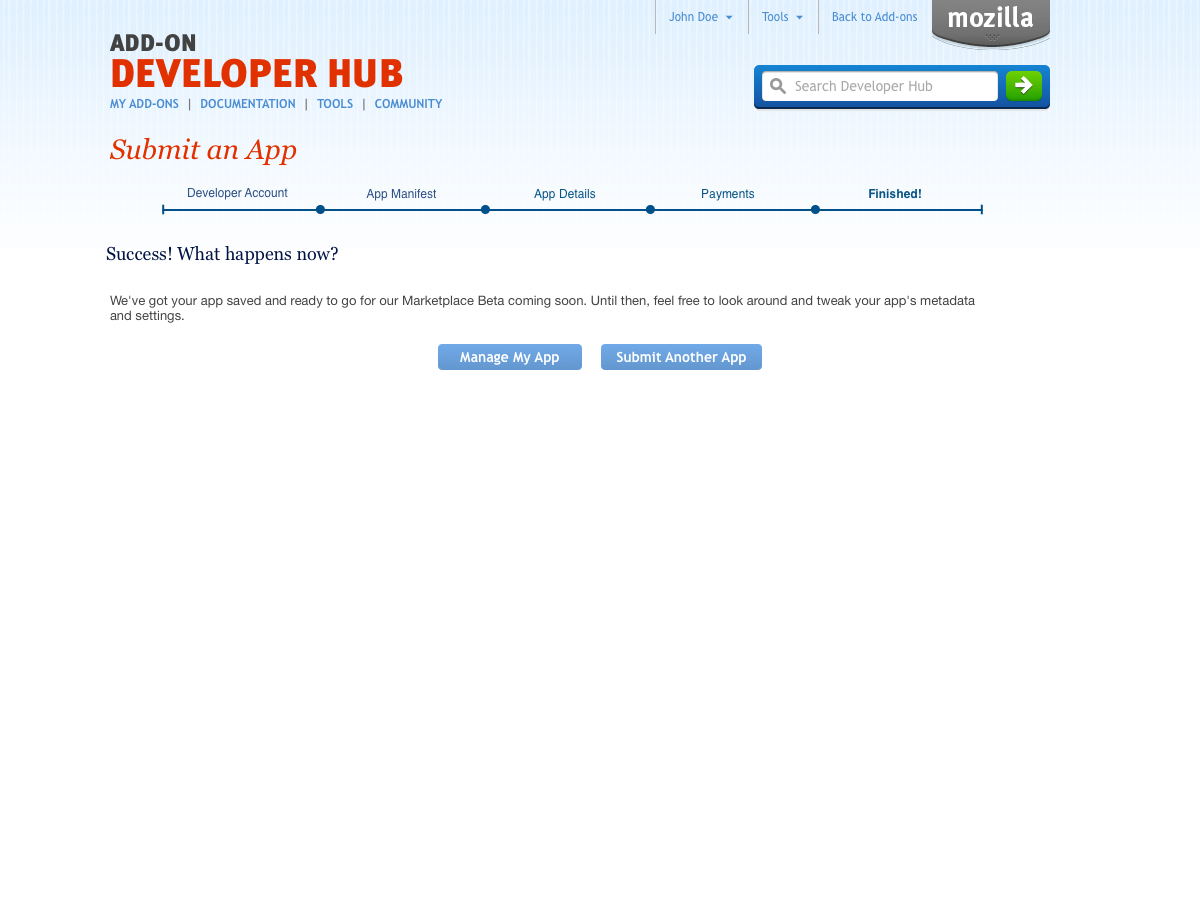 John Doe Tools Back to Add-ons mozilla
ADD-ON
DEVELOPER HUB
MY ADD-ONS | DOCUMENTATION | TOOLS | COMMUNITY
Search Developer Hub
Submit an App
Developer Account App Manifest App Details Payments Finished!
Success! What happens now?
We've got your app saved and ready to go for our Marketplace Beta coming soon. Until then, feel free to look around and tweak your app's metadata
and settings.
Manage My App Submit Another App